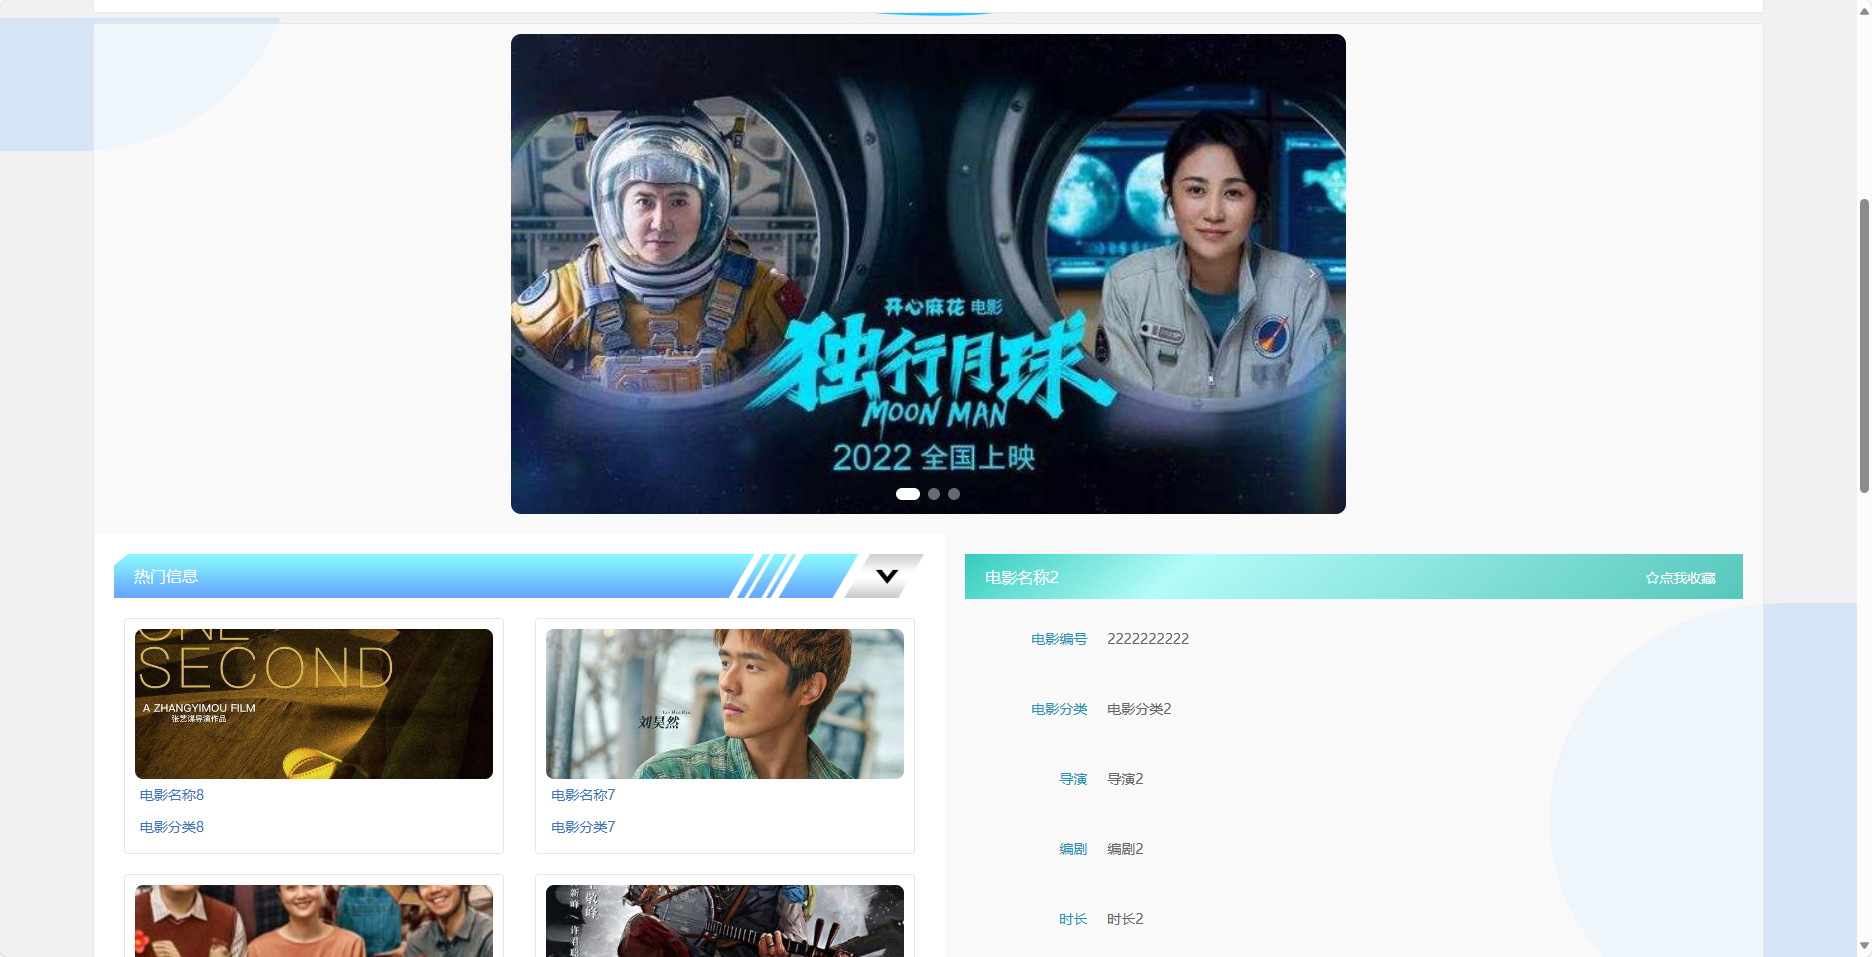 开心麻花 电影
独行月球
MOON MAN
2022 全国上映
热门信息
ONE
SECOND
A ZHANGYIMOU FILM
张艺谋导演作品
电影名称8
电影分类8
刘昊然
电影名称7
电影分类7
电影名称2
☆点我收藏
电影编号 2222222222
电影分类 电影分类2
导演 导演2
编剧 编剧2
时长 时长2